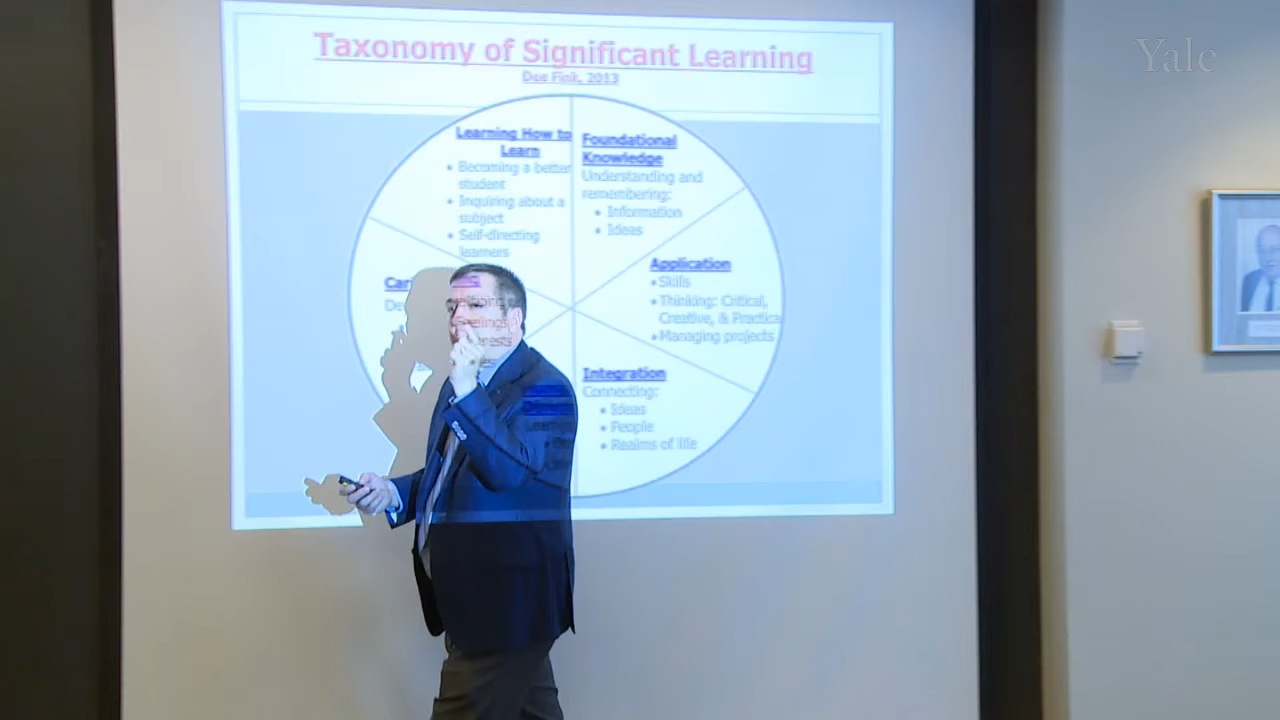 Taxonomy of Significant Learning
Dee Fink, 2013
Yale
Learning How to
Learn
• Becoming a better
student
• Inquiring about a
subject
• Self-directing
learners
Foundational
Knowledge
Understanding and
remembering:
• Information
• Ideas
Application
• Skills
• Thinking: Critical,
Creative, & Practica
• Managing projects
Integration
Connecting:
• Ideas
• People
• Realms of life